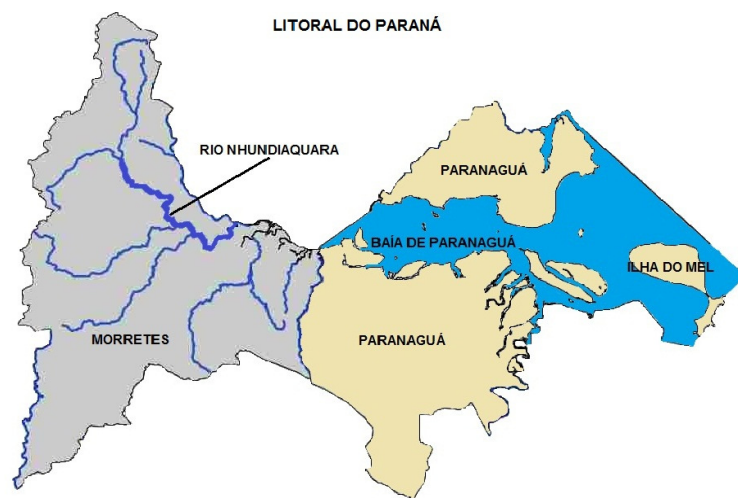 LITORAL DO PARANÁ
RIO NHUNDIAQUARA
PARANAGUÁ
BAÍA DE PARANAGUÁ
ILHA DO MEL
MORRETES
PARANAGUÁ